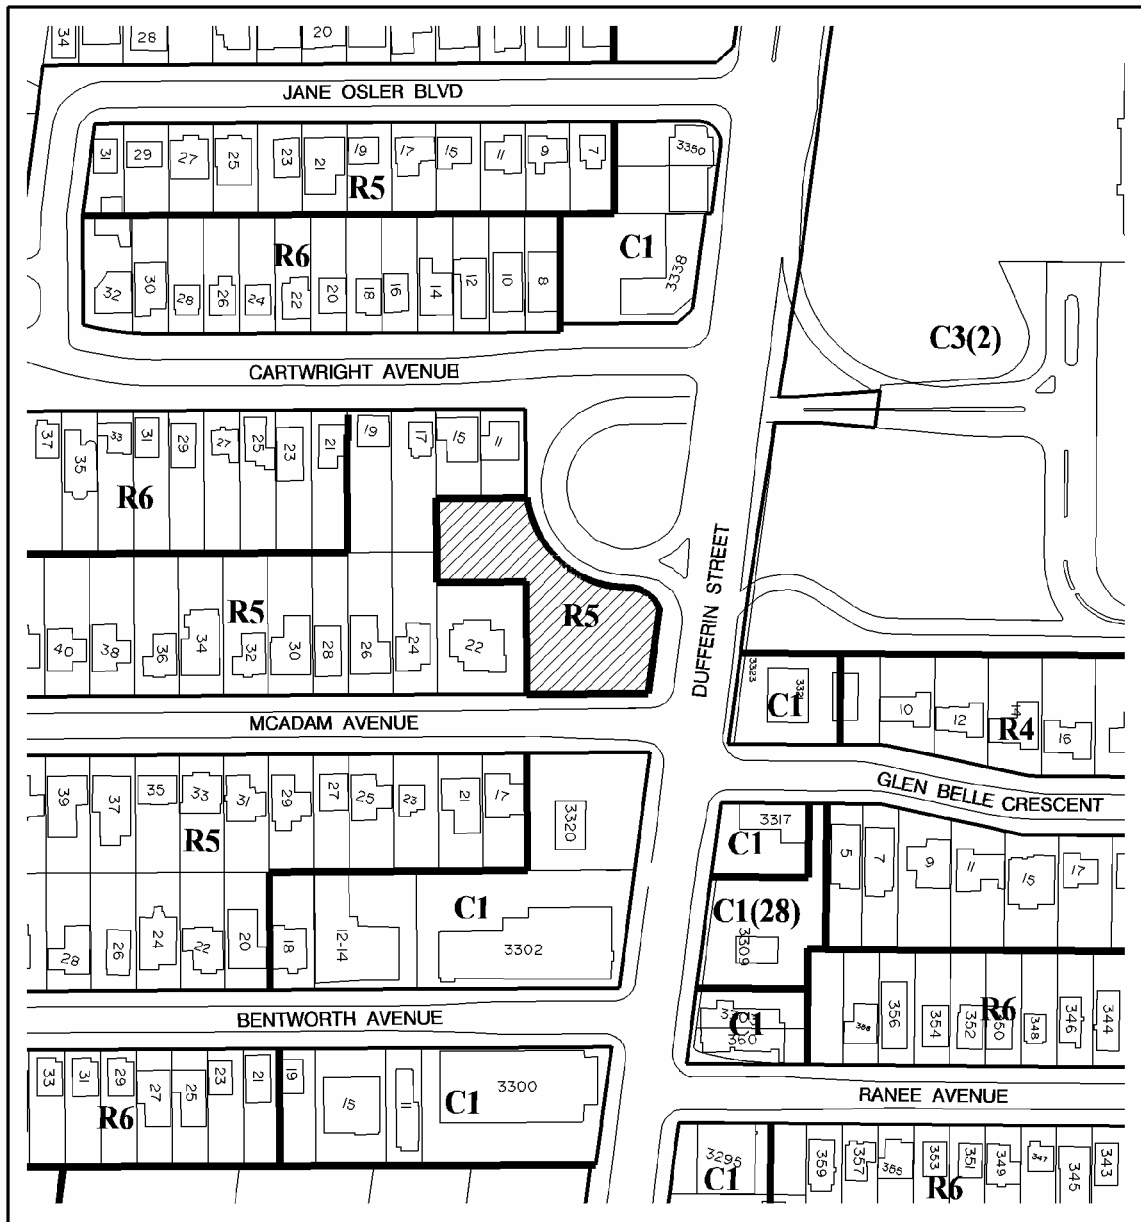 34 28 20
JANE OSLER BLVD
31 29 27 25 23 21 19 17 15 11 9 7 3350
R5
R6
C1
3338
32 30 28 26 24 22 20 18 16 14 12 10 8
C3(2)
CARTWRIGHT AVENUE
37 35 33 31 29 27 25 23 21 19 17 15 11
R6
DUFFERIN STREET
R5
R5
40 38 36 34 32 30 28 26 24 22
3323
3321
C1
10 12 14 16
R4
MCADAM AVENUE
GLEN BELLE CRESCENT
39 37 35 33 31 29 27 25 23 21 17
3320
R5
3317
C1
5 7 9 11 15 17
C1
C1(28)
28 26 24 22 20 18 12-14 3302
3309
R6
BENTWORTH AVENUE
3303
C1
360
356 354 352 350 348 346 344
33 31 29 27 25 23 21 19 15 11 3300
R6
C1
RANEE AVENUE
3295
C1
359 357 355 353 351 349 347 345 343
R6